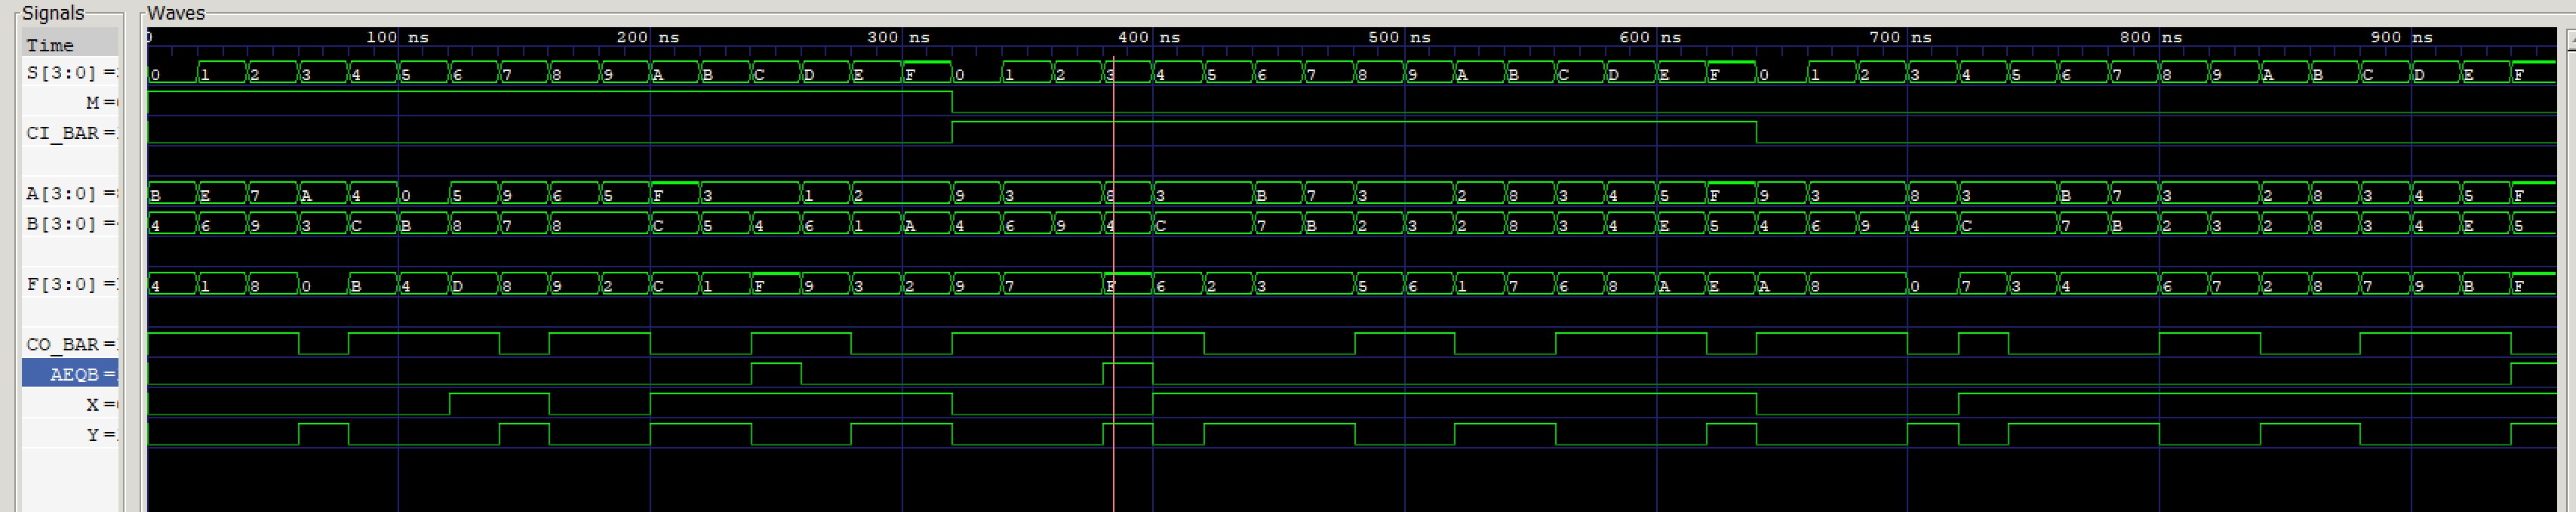 Signals Waves
Time 0 100 ns 200 ns 300 ns 400 ns 500 ns 600 ns 700 ns 800 ns 900 ns
S[3:0] = 0 1 2 3 4 5 6 7 8 9 A B C D E F 0 1 2 3 4 5 6 7 8 9 A B C D E F 0 1 2 3 4 5 6 7 8 9 A B C D E F
M =
CI_BAR =
A[3:0] = B E 7 A 4 0 5 9 6 5 F 3 1 2 9 3 8 3 B 7 3 2 8 3 4 5 F 9 3 8 3 B 7 3 2 8 3 4 5 F
B[3:0] = 4 6 9 3 C B 8 7 8 C 5 4 6 1 A 4 6 9 4 C 7 B 2 3 2 8 3 4 E 5 4 6 9 4 C 7 B 2 3 2 8 3 4 E 5
F[3:0] = 4 1 8 0 B 4 D 8 9 2 C 1 F 9 3 2 9 7 F 6 2 3 5 6 1 7 6 8 A E A 8 0 7 3 4 6 7 2 8 7 9 B F
CO_BAR =
AEQB =
X =
Y =